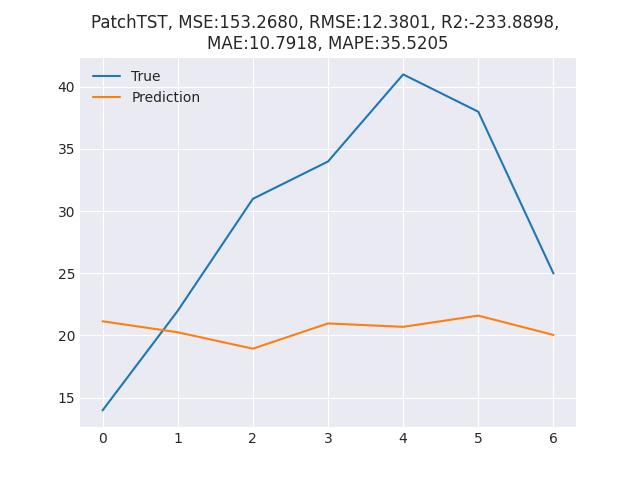 PatchTST, MSE:153.2680, RMSE:12.3801, R2:-233.8898,
MAE:10.7918, MAPE:35.5205
True
Prediction
40
35
30
25
20
15
0 1 2 3 4 5 6